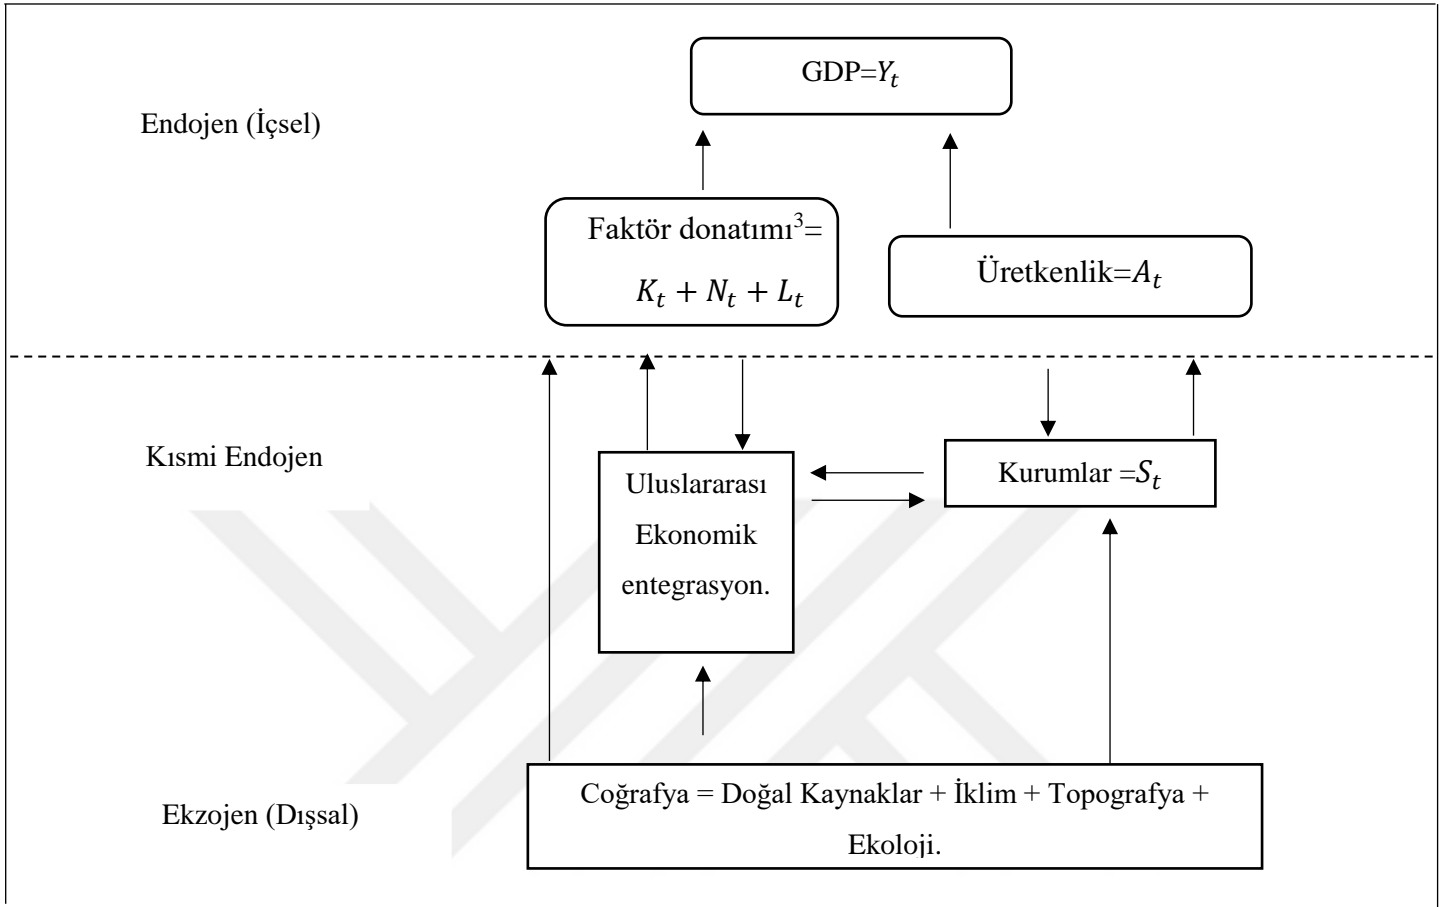 GDP=Yₜ
Endojen (İçsel)
Faktör donatımı³=
Kₜ + Nₜ + Lₜ
Üretkenlik=Aₜ
Kısmi Endojen
Uluslararası
Ekonomik
entegrasyon.
Kurumlar =Sₜ
Ekzojen (Dışsal)
Coğrafya = Doğal Kaynaklar + İklim + Topografya +
Ekoloji.